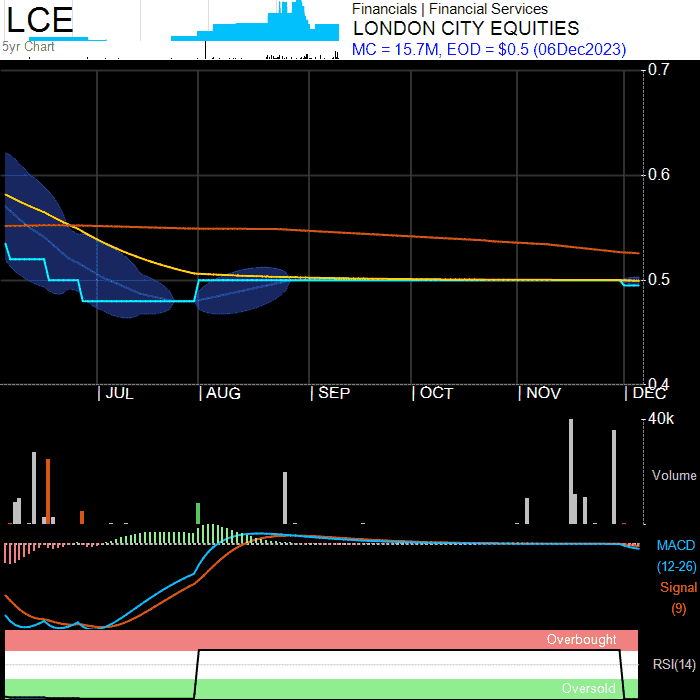 LCE
5yr Chart
Financials | Financial Services
LONDON CITY EQUITIES
MC = 15.7M, EOD = $0.5 (06Dec2023)
0.7
0.6
0.5
0.4
| JUL | AUG | SEP | OCT | NOV | DEC
40k
Volume
MACD
(12-26)
Signal
(9)
Overbought
RSI(14)
Oversold